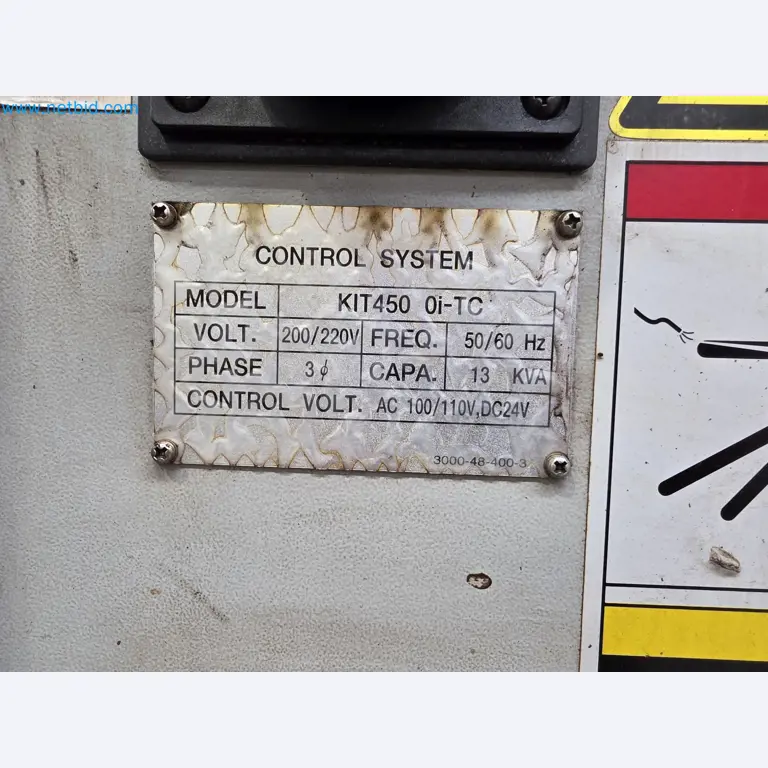 www.netbid.com
CONTROL SYSTEM
MODEL KIT450 0i-TC
VOLT. 200/220V FREQ. 50/60 Hz
PHASE 3ϕ CAPA. 13 KVA
CONTROL VOLT. AC 100/110V,DC24V
3000-48-400-3